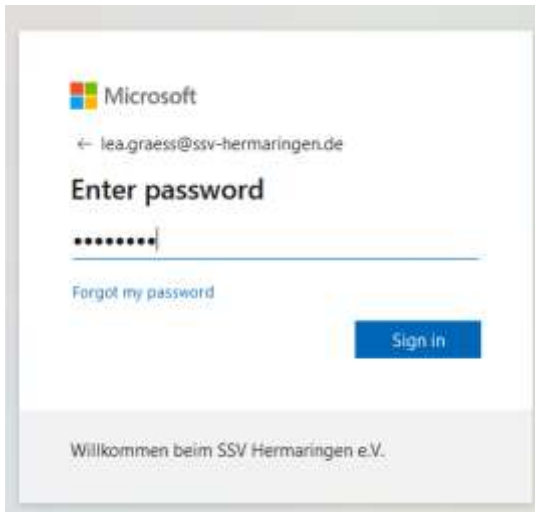 Microsoft
← lea.graess@ssv-hermaringen.de
Enter password
••••••••
Forgot my password
Sign in
Willkommen beim SSV Hermaringen e.V.